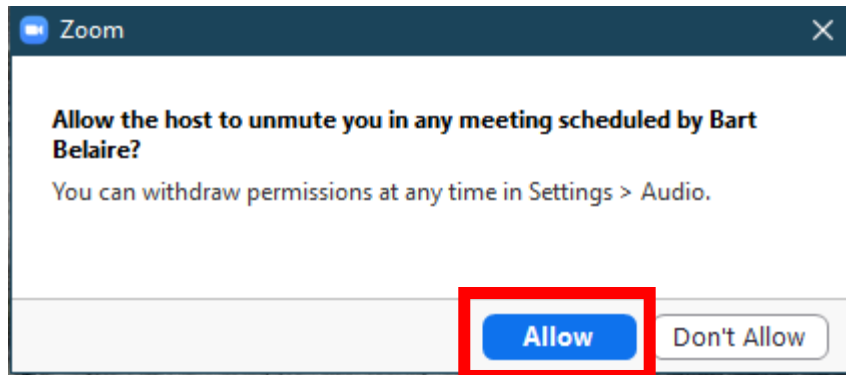 Zoom
Allow the host to unmute you in any meeting scheduled by Bart
Belaire?
You can withdraw permissions at any time in Settings > Audio.
Allow
Don't Allow